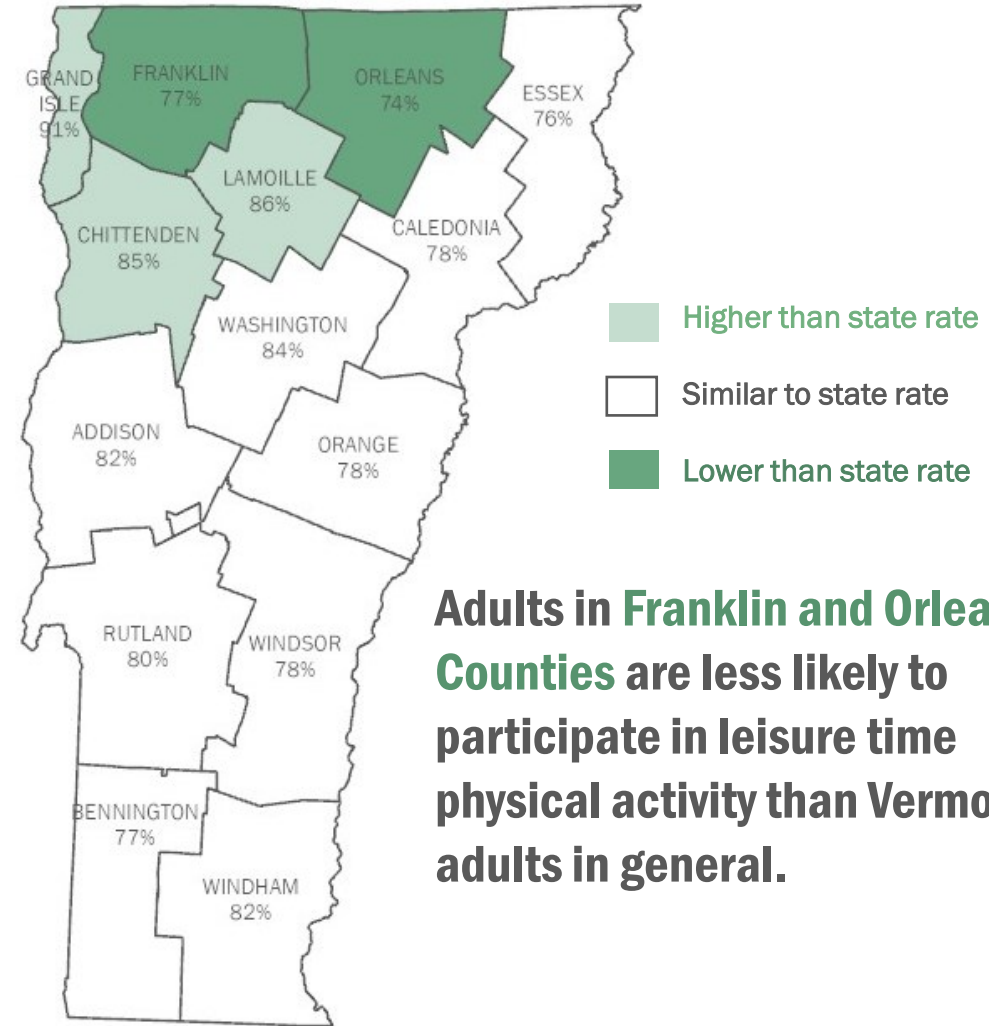 GRAND
ISLE
91%
FRANKLIN
77%
ORLEANS
74%
ESSEX
76%
LAMOILLE
86%
CHITTENDEN
85%
CALEDONIA
78%
WASHINGTON
84%
ADDISON
82%
ORANGE
78%
RUTLAND
80%
WINDSOR
78%
BENNINGTON
77%
WINDHAM
82%
Higher than state rate
Similar to state rate
Lower than state rate
Adults in Franklin and Orlea
Counties are less likely to
participate in leisure time
physical activity than Vermo
adults in general.